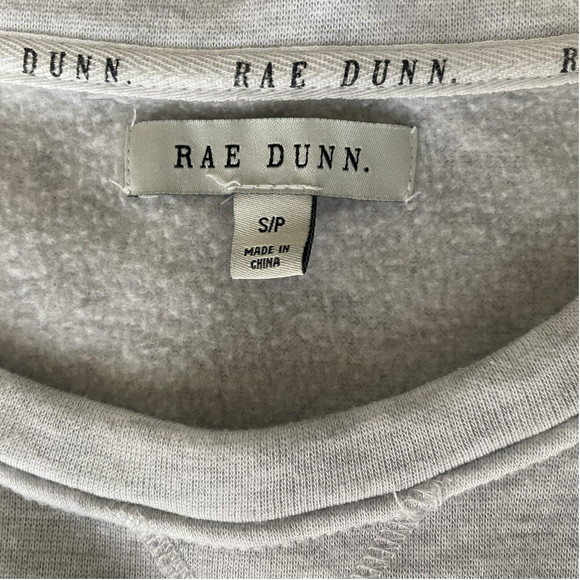 DUNN. RAE DUNN. R
RAE DUNN.
S/P
MADE IN
CHINA